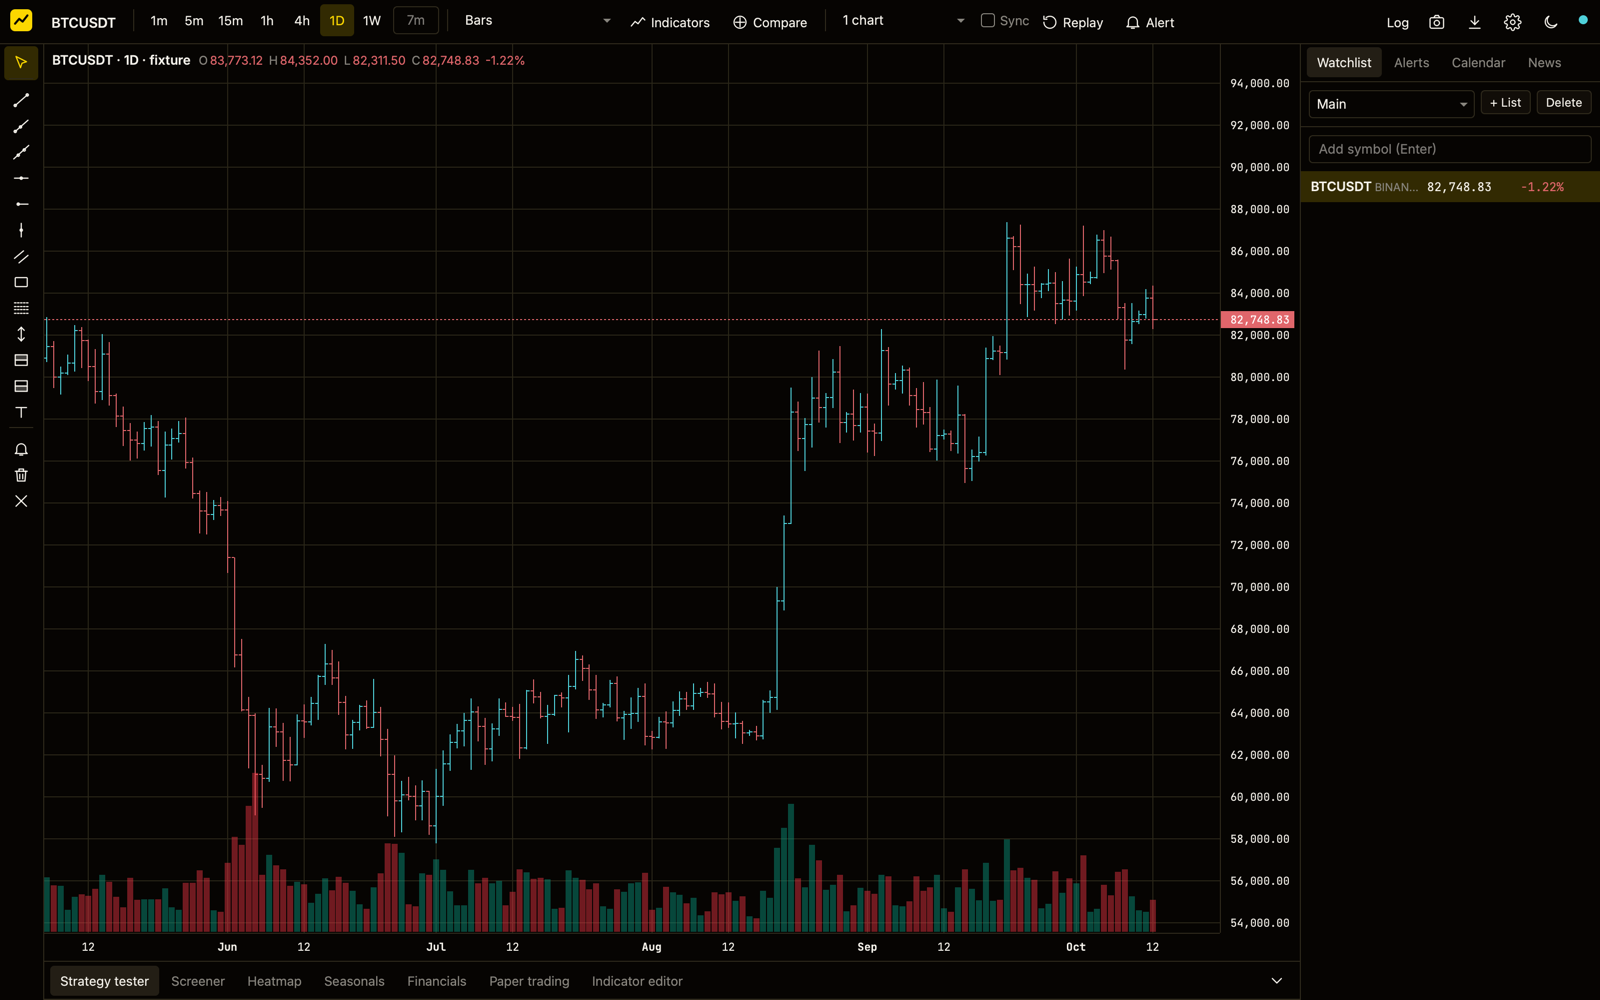 BTCUSDT 1m 5m 15m 1h 4h 1D 1W 7m Bars Indicators Compare 1 chart Sync Replay Alert Log
BTCUSDT · 1D · fixture O 83,773.12 H 84,352.00 L 82,311.50 C 82,748.83 -1.22%
94,000.00
92,000.00
90,000.00
88,000.00
86,000.00
84,000.00
82,748.83
82,000.00
80,000.00
78,000.00
76,000.00
74,000.00
72,000.00
70,000.00
68,000.00
66,000.00
64,000.00
62,000.00
60,000.00
58,000.00
56,000.00
54,000.00
12 Jun 12 Jul 12 Aug 12 Sep 12 Oct 12
Watchlist Alerts Calendar News
Main + List Delete
Add symbol (Enter)
BTCUSDT BINAN... 82,748.83 -1.22%
Strategy tester Screener Heatmap Seasonals Financials Paper trading Indicator editor